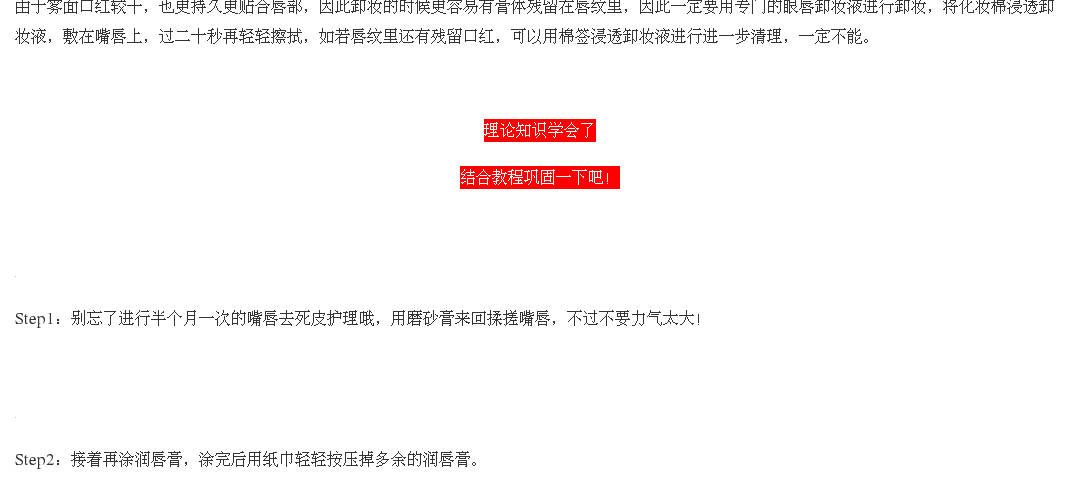 由于雾面口红较干，也更持久更贴合唇部，因此卸妆的时候更容易有膏体残留在唇纹里，因此一定要用专门的眼唇卸妆液进行卸妆，将化妆棉浸透卸
妆液，敷在嘴唇上，过二十秒再轻轻擦拭，如若唇纹里还有残留口红，可以用棉签浸透卸妆液进行进一步清理，一定不能。
理论知识学会了
结合教程巩固一下吧！
Step1：别忘了进行半个月一次的嘴唇去死皮护理哦，用磨砂膏来回揉搓嘴唇，不过不要力气太大！
Step2：接着再涂润唇膏，涂完后用纸巾轻轻按压掉多余的润唇膏。